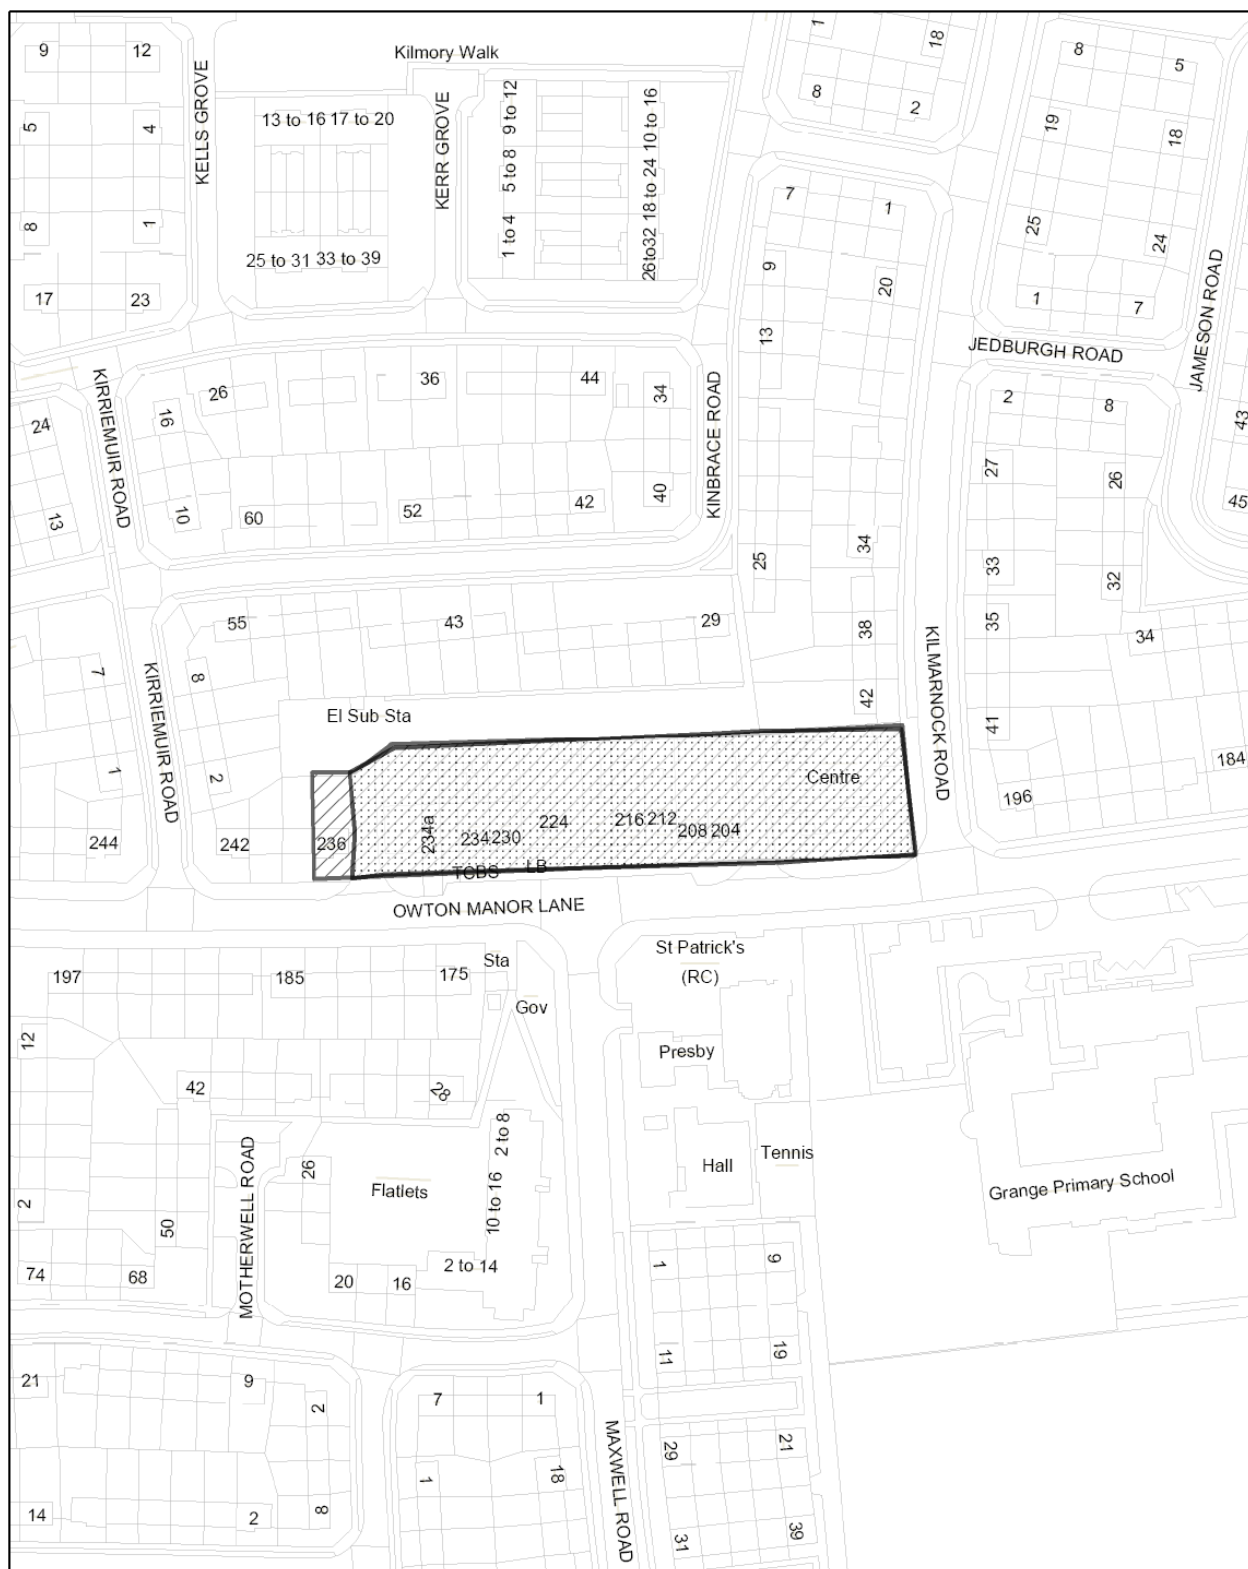 Kilmory Walk
9
12
1
18
8
5
KELLS GROVE
KERR GROVE
13 to 16 17 to 20
9 to 12
10 to 16
8
2
19
18
5
4
5 to 8
18 to 24
8
1
1 to 4
26to32
7
1
25
24
25 to 31 33 to 39
9
20
17
23
1
7
13
JEDBURGH ROAD
JAMESON ROAD
KIRRIEMUIR ROAD
26
36
44
34
KINBRACE ROAD
2
8
43
24
16
27
26
45
13
10
60
52
42
40
34
25
33
32
55
43
29
38
35
34
KILMARNOCK ROAD
7
8
KIRRIEMUIR ROAD
El Sub Sta
42
41
1
2
Centre
184
196
244
242
236
234a
234
230
224
216
212
208
204
TCBS
LB
OWTON MANOR LANE
St Patrick's
(RC)
197
185
175
Sta
Gov
12
Presby
42
28
2 to 8
MOTHERWELL ROAD
26
Flatlets
10 to 16
Hall
Tennis
Grange Primary School
2
50
74
68
20
16
2 to 14
1
9
11
19
21
9
2
7
1
MAXWELL ROAD
29
21
1
18
14
2
8
31
39